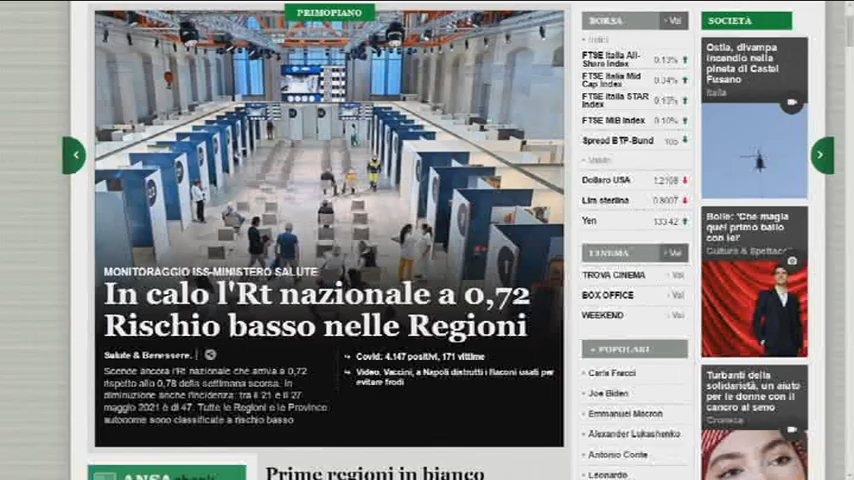 PRIMOPIANO
MONITORAGGIO ISS-MINISTERO SALUTE
In calo l'Rt nazionale a 0,72
Rischio basso nelle Regioni
Salute & Benessere.
Scende ancora l'Rt nazionale che arriva a 0,72
rispetto allo 0,78 della settimana scorsa. In
diminuzione anche l'incidenza: tra il 21 e il 27
maggio 2021 è di 47. Tutte le Regioni e le Province
autonome sono classificate a rischio basso
Covid: 4.147 positivi, 171 vittime
Video, Vaccini, a Napoli distrutti i flaconi usati per
evitare frodi
Prime regioni in bianco
BORSA
Vai
Indici
FTSE Italia All-
Share Index
FTSE Italia Mid
Cap Index
FTSE Italia STAR
Index
FTSE MIB Index
Spread BTP-Bund
Valute
Dollaro USA
Lira sterlina
Yen
133.42
CINEMA
Vai
TROVA CINEMA
Vai
BOX OFFICE
Vai
WEEKEND
Vai
+ POPOLARI
Carla Fracci
Joe Biden
Emmanuel Macron
Alexander Lukashenko
Antonio Conte
Leonardo
SOCIETÀ
Ostia, divampa
incendio nella
pineta di Castel
Fusano
Italia
Bolle: 'Che magia
quel primo ballo
con lei'
Cultura & Spettaco
Turbanti della
solidarietà, un aiuto
per le donne con il
cancro al seno
Cronaca